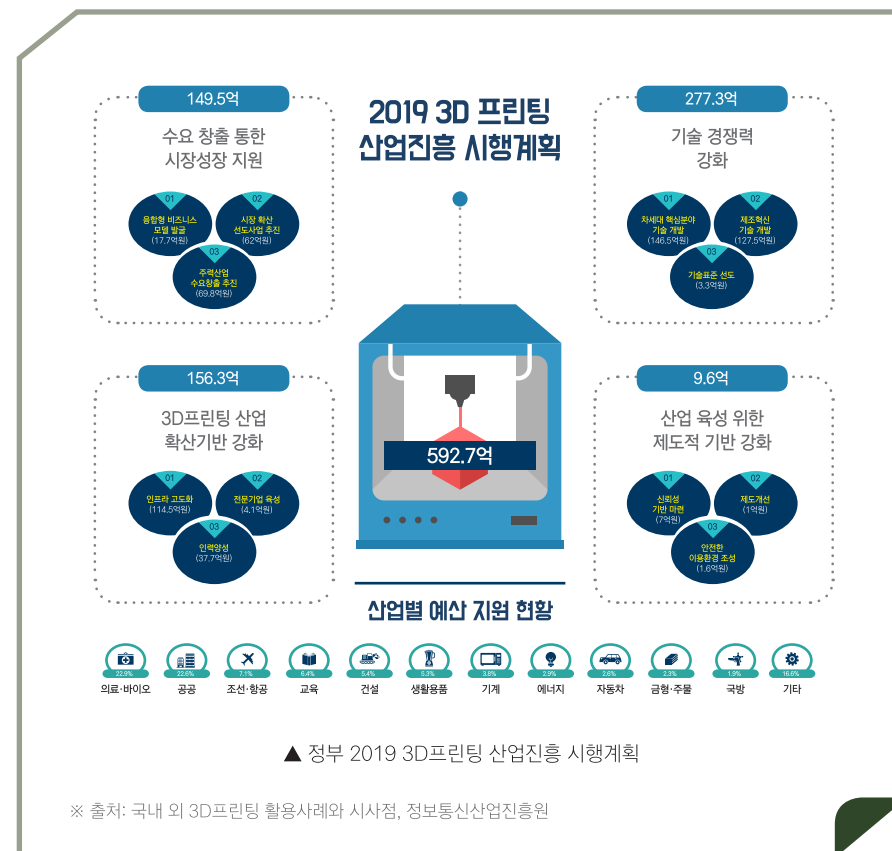 2019 3D 프린팅
산업진흥 시행계획
149.5억
수요 창출 통한
시장성장 지원
01
융합형 비즈니스
모델 발굴
(17.7억원)
02
시장 확산
선도사업 추진
(62억원)
03
주력산업
수요창출 추진
(69.8억원)
277.3억
기술 경쟁력
강화
01
차세대 핵심분야
기술 개발
(146.5억원)
02
제조혁신
기술 개발
(127.5억원)
03
기술표준 선도
(3.3억원)
592.7억
156.3억
3D프린팅 산업
확산기반 강화
01
인프라 고도화
(114.5억원)
02
전문기업 육성
(4.1억원)
03
인력양성
(37.7억원)
9.6억
산업 육성 위한
제도적 기반 강화
01
신뢰성
기반 마련
(7억원)
02
제도개선
(1억원)
03
안전한
이용환경 조성
(1.6억원)
산업별 예산 지원 현황
22.9% 22.6% 7.1% 6.4% 5.4% 5.3% 3.8% 2.9% 2.6% 2.3% 1.9% 16.6%
의료·바이오 공공 조선·항공 교육 건설 생활용품 기계 에너지 자동차 금형·주물 국방 기타
▲ 정부 2019 3D프린팅 산업진흥 시행계획
※ 출처: 국내 외 3D프린팅 활용사례와 시사점, 정보통신산업진흥원